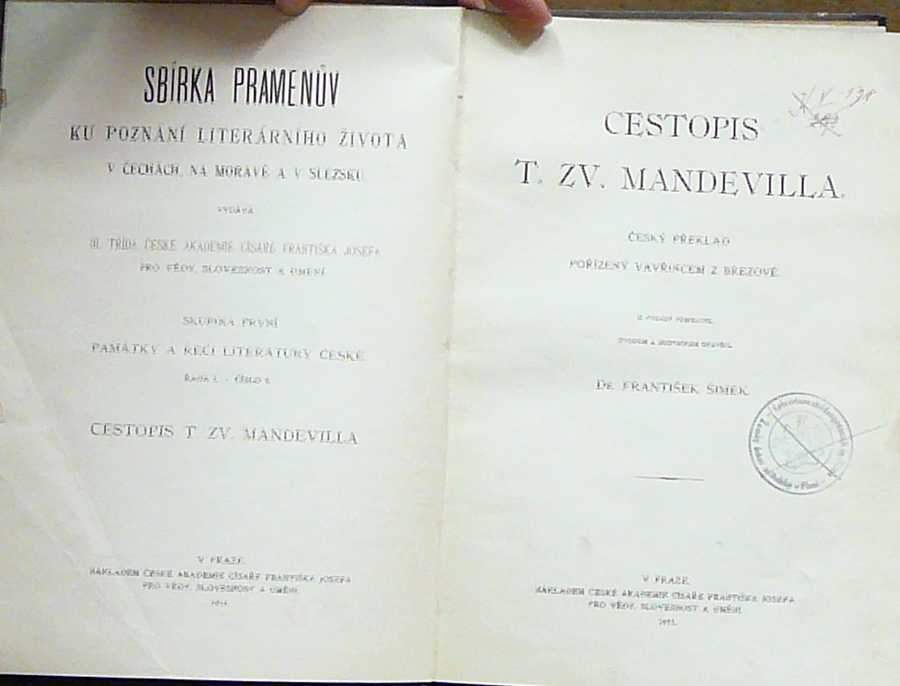 SBÍRKA PRAMENŮV
KU POZNÁNÍ LITERÁRNÍHO ŽIVOTA
V ČECHÁCH, NA MORAVĚ A V SLEZSKU
VYDÁVÁ
III. TŘÍDA ČESKÉ AKADEMIE CÍSAŘE FRANTIŠKA JOSEFA
PRO VĚDY, SLOVESNOST A UMĚNÍ
SKUPINA PRVNÍ
PAMÁTKY A ŘEČI LITERATURY ČESKÉ
ŘADA I. – ČÍSLO
CESTOPIS T. ZV. MANDEVILLA
V PRAZE
NÁKLADEM ČESKÉ AKADEMIE CÍSAŘE FRANTIŠKA JOSEFA
PRO VĚDY, SLOVESNOST A UMĚNÍ
CESTOPIS
T. ZV. MANDEVILLA.
ČESKÝ PŘEKLAD
POŘÍZENÝ VAVŘINCEM Z BŘEZOVÉ
ÚVODEM A
DR. FRANTIŠEK ŠIMEK
V PRAZE
NÁKLADEM ČESKÉ AKADEMIE CÍSAŘE FRANTIŠKA JOSEFA
PRO VĚDY, SLOVESNOST A UMĚNÍ